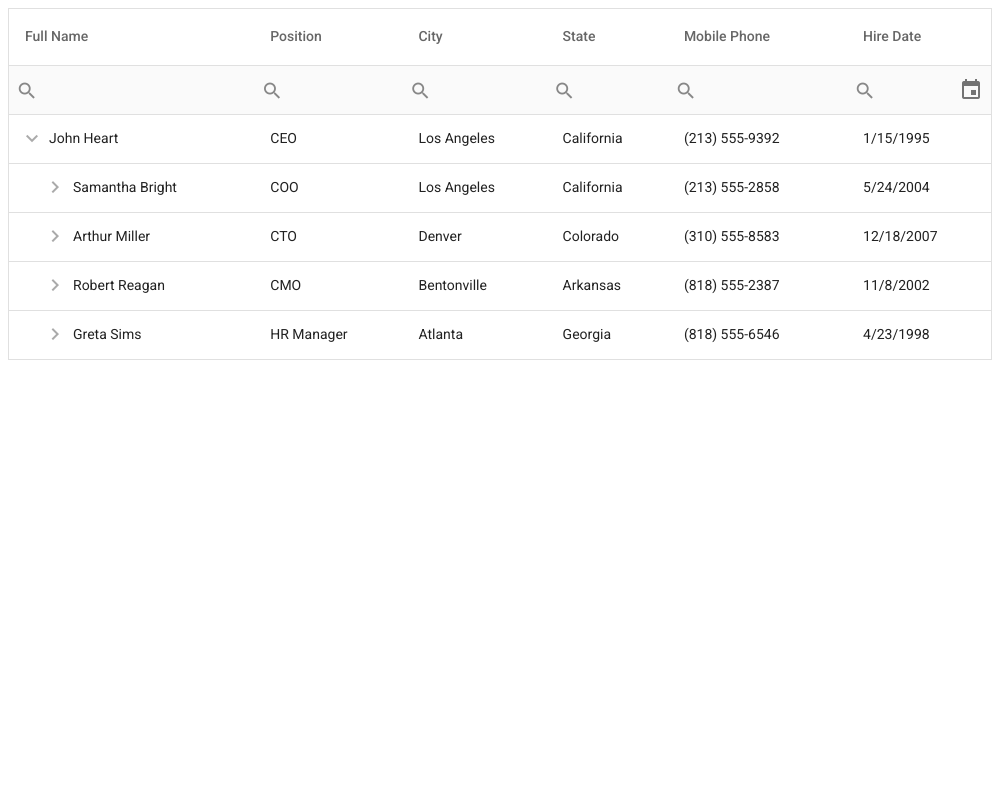 Full Name Position City State Mobile Phone Hire Date
John Heart CEO Los Angeles California (213) 555-9392 1/15/1995
Samantha Bright COO Los Angeles California (213) 555-2858 5/24/2004
Arthur Miller CTO Denver Colorado (310) 555-8583 12/18/2007
Robert Reagan CMO Bentonville Arkansas (818) 555-2387 11/8/2002
Greta Sims HR Manager Atlanta Georgia (818) 555-6546 4/23/1998